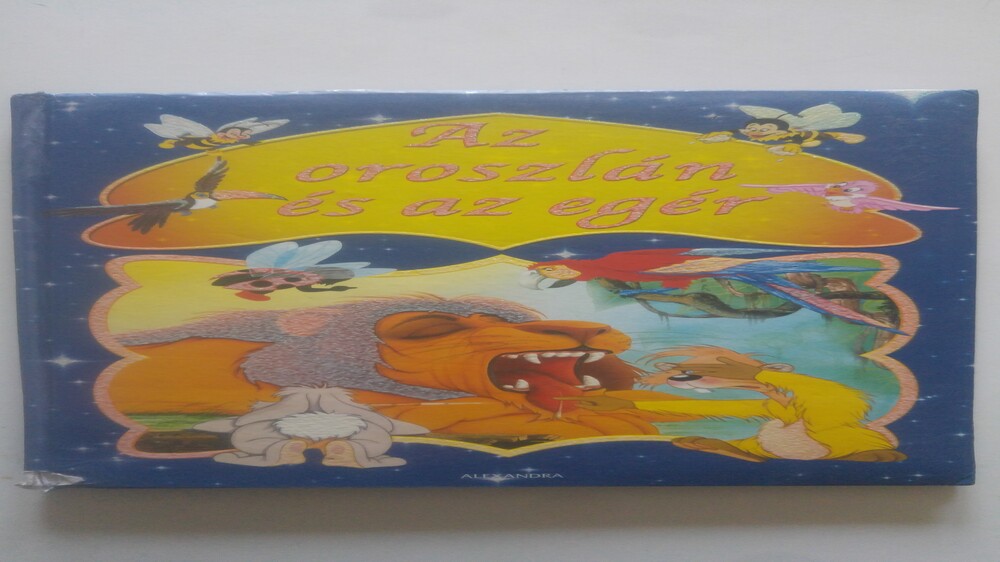 Az
oroszlán
és az egér
ALEXANDRA